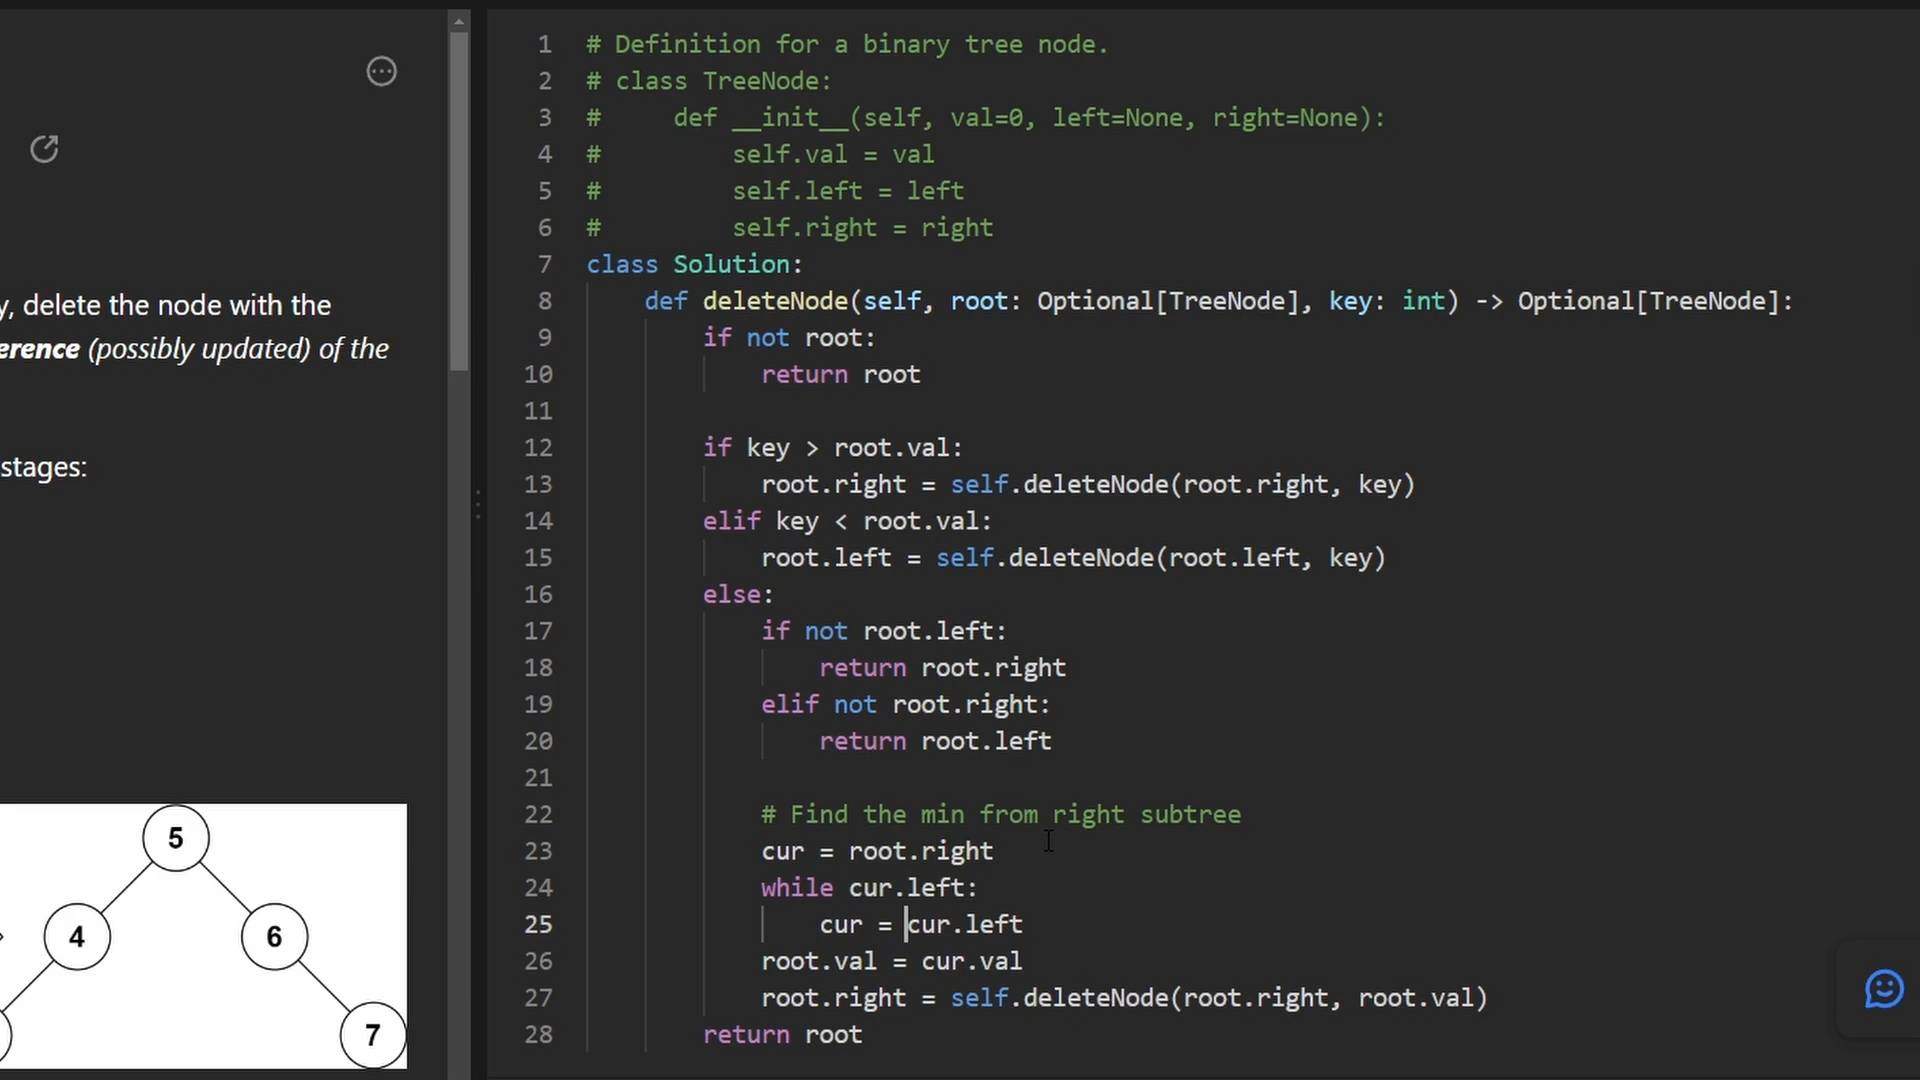 y, delete the node with the
erence (possibly updated) of the
stages:
5
4
6
7
1 # Definition for a binary tree node.
2 # class TreeNode:
3 #     def __init__(self, val=0, left=None, right=None):
4 #         self.val = val
5 #         self.left = left
6 #         self.right = right
7 class Solution:
8     def deleteNode(self, root: Optional[TreeNode], key: int) -> Optional[TreeNode]:
9         if not root:
10             return root
11
12         if key > root.val:
13             root.right = self.deleteNode(root.right, key)
14         elif key < root.val:
15             root.left = self.deleteNode(root.left, key)
16         else:
17             if not root.left:
18                 return root.right
19             elif not root.right:
20                 return root.left
21
22             # Find the min from right subtree
23             cur = root.right
24             while cur.left:
25                 cur = cur.left
26             root.val = cur.val
27             root.right = self.deleteNode(root.right, root.val)
28         return root